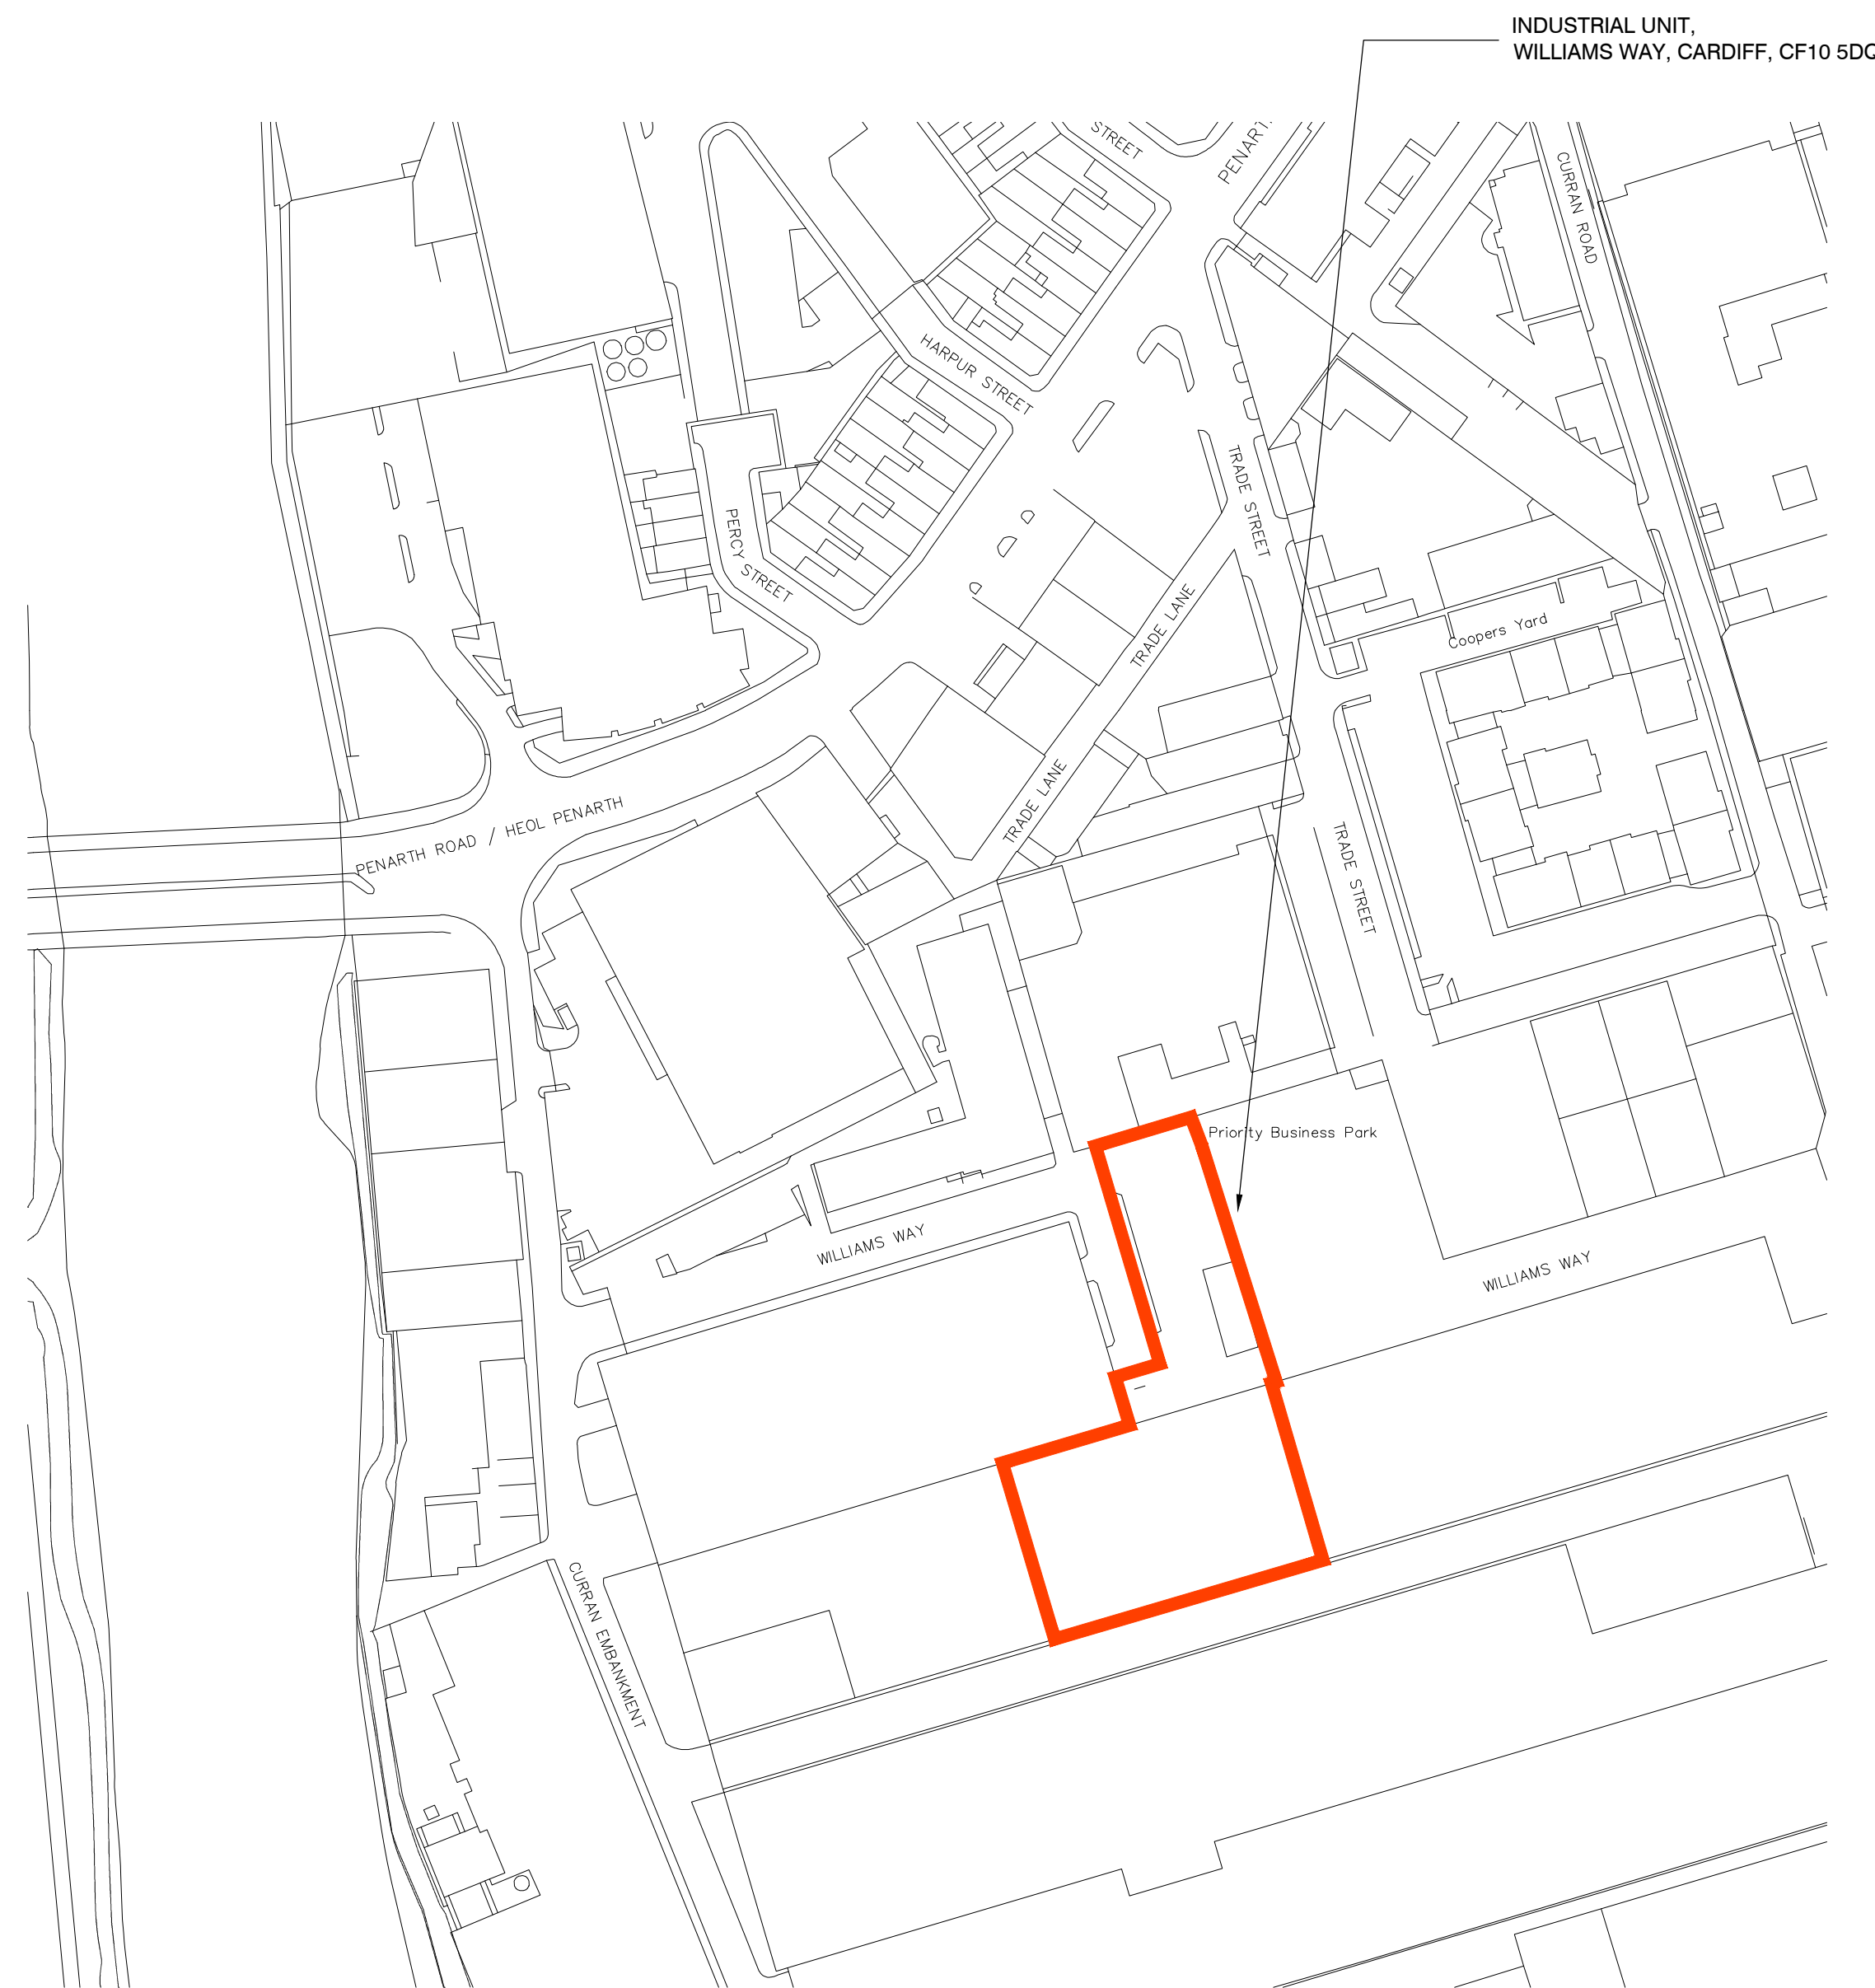 INDUSTRIAL UNIT,
WILLIAMS WAY, CARDIFF, CF10 5DQ
STREET
CURRAN ROAD
HARPUR STREET
TRADE STREET
PERCY STREET
TRADE LANE
Coopers Yard
TRADE LANE
PENARTH ROAD / HEOL PENARTH
TRADE STREET
Priority Business Park
WILLIAMS WAY
WILLIAMS WAY
CURRAN EMBANKMENT